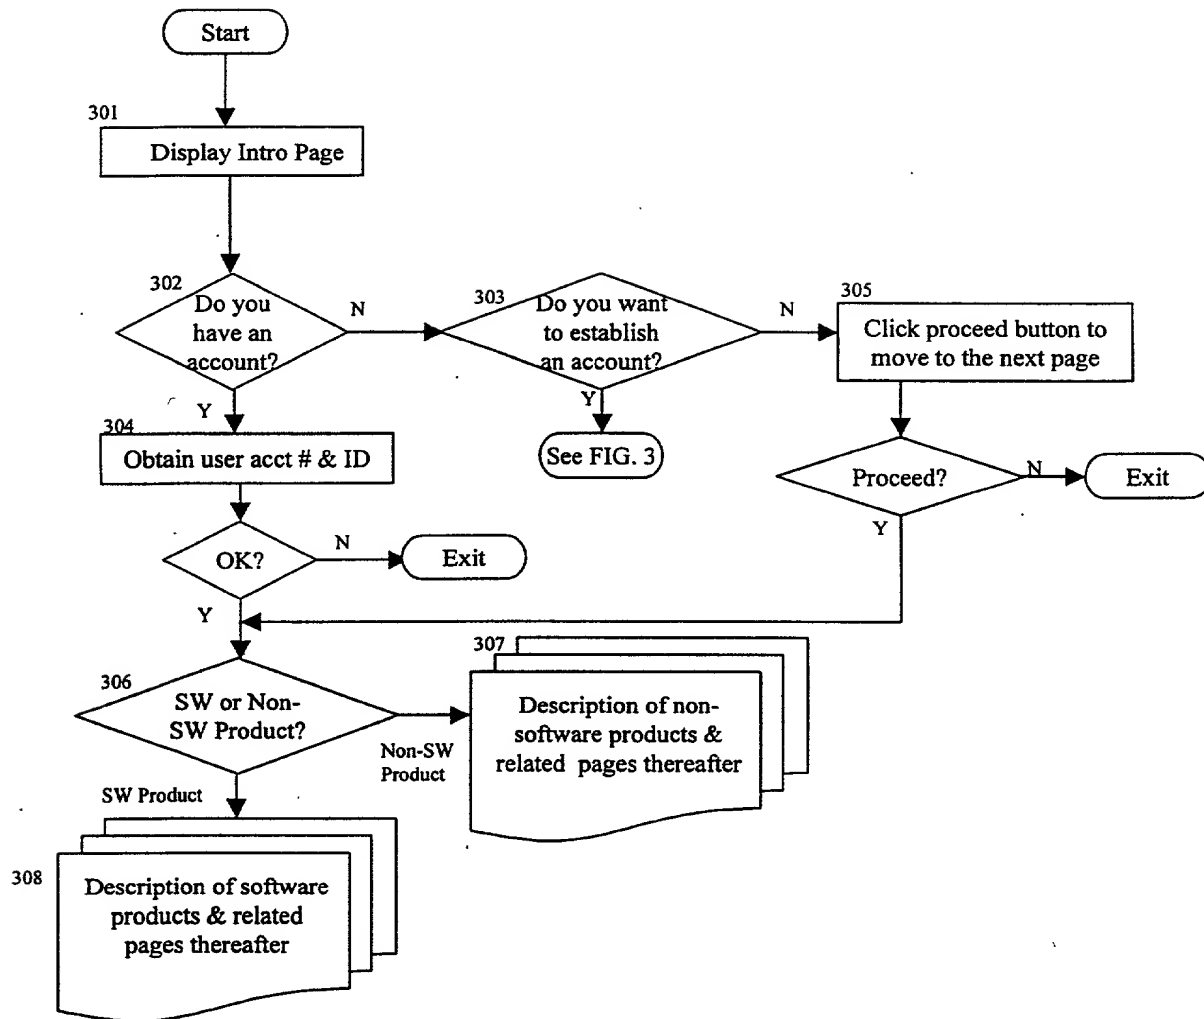 Start
301
Display Intro Page
302
Do you
have an
account?
N
303
Do you want
to establish
an account?
N
305
Click proceed button to
move to the next page
Y
304
Obtain user acct # & ID
Y
See FIG. 3
Proceed?
N
Exit
Y
OK?
N
Exit
Y
306
SW or Non-
SW Product?
Non-SW
Product
307
Description of non-
software products &
related pages thereafter
SW Product
308
Description of software
products & related
pages thereafter